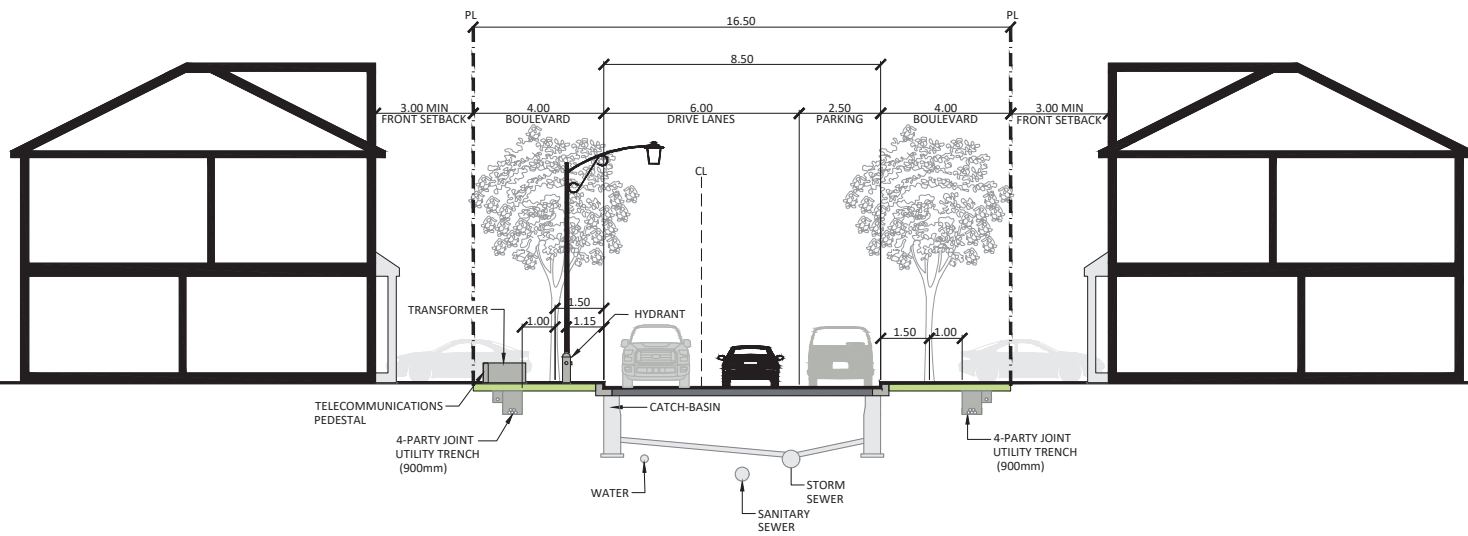 PL
PL
16.50
8.50
3.00 MIN
FRONT SETBACK
4.00
BOULEVARD
6.00
DRIVE LANES
2.50
PARKING
4.00
BOULEVARD
3.00 MIN
FRONT SETBACK
CL
1.50
TRANSFORMER
1.00
1.15
HYDRANT
1.50
1.00
TELECOMMUNICATIONS
PEDESTAL
CATCH-BASIN
4-PARTY JOINT
UTILITY TRENCH
(900mm)
4-PARTY JOINT
UTILITY TRENCH
(900mm)
WATER
STORM
SEWER
SANITARY
SEWER